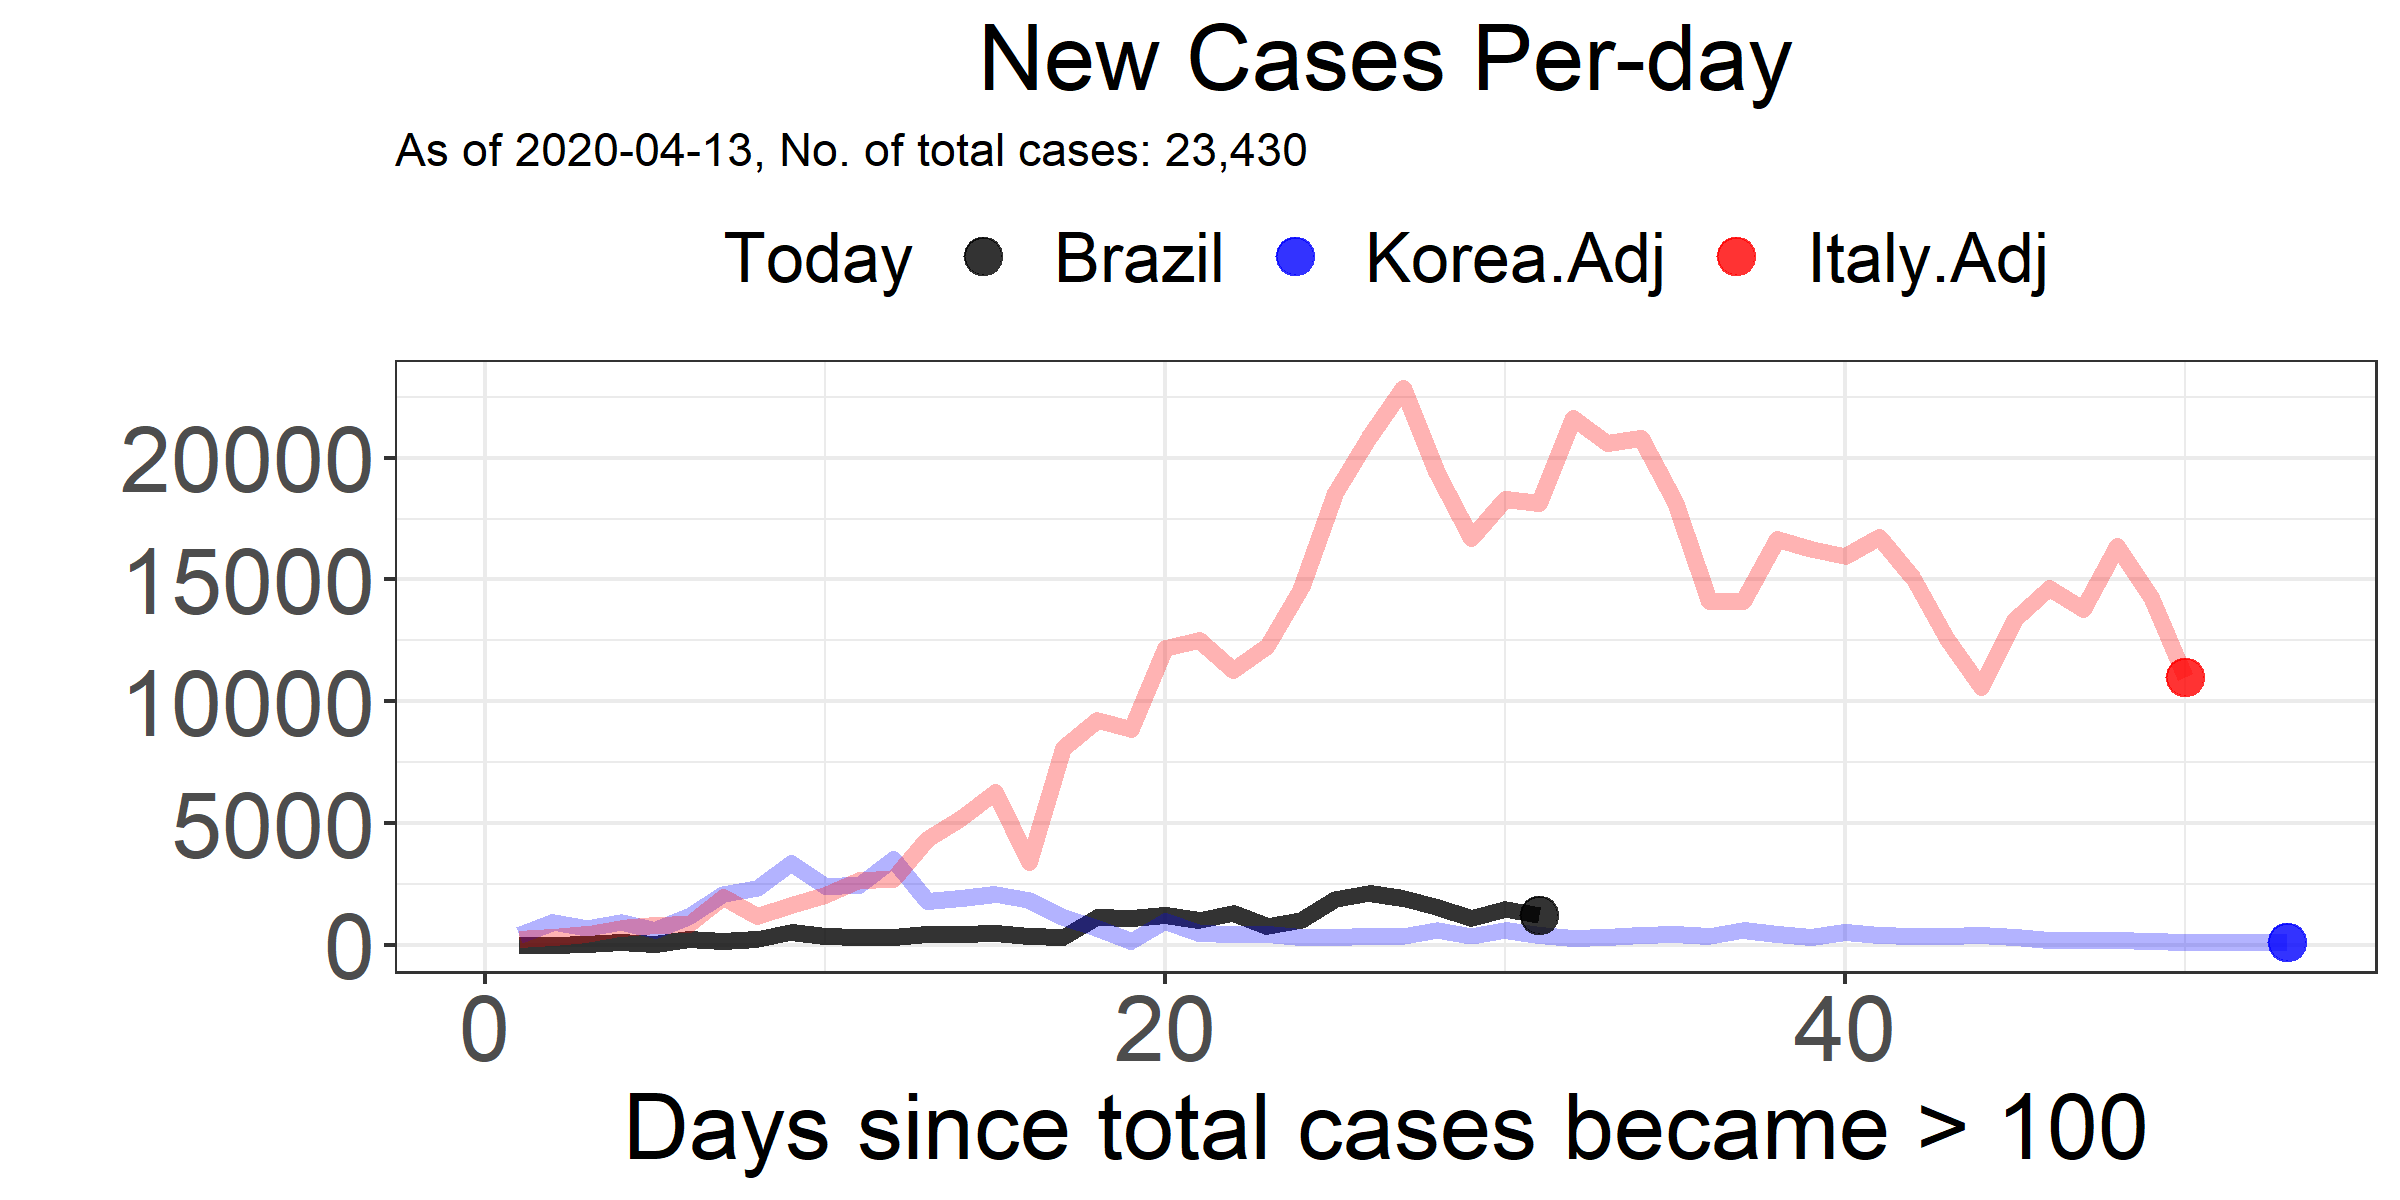 New Cases Per-day
As of 2020-04-13, No. of total cases: 23,430
Today Brazil Korea.Adj Italy.Adj
20000
15000
10000
5000
0
0 20 40
Days since total cases became > 100